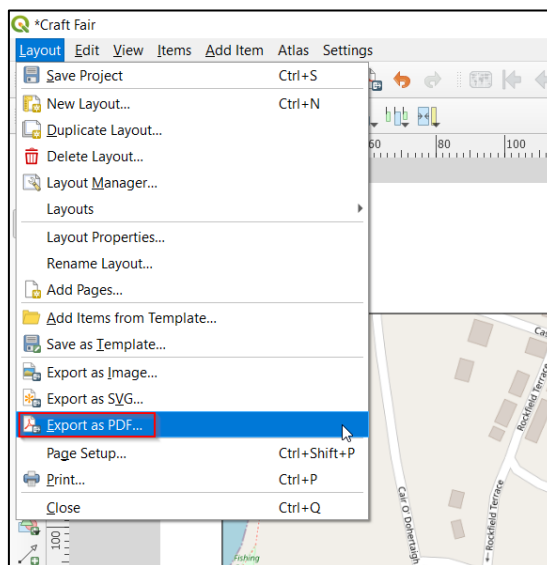 *Craft Fair
Layout Edit View Items Add Item Atlas Settings
Save Project Ctrl+S
New Layout... Ctrl+N
Duplicate Layout...
Delete Layout...
Layout Manager...
Layouts
Layout Properties...
Rename Layout...
Add Pages...
Add Items from Template...
Save as Template...
Export as Image...
Export as SVG...
Export as PDF...
Page Setup... Ctrl+Shift+P
Print... Ctrl+P
Close Ctrl+Q
60 80 100
100
Rockfield Terrace
Rockfield Terrace
Cair O' Dohertaigh
Fishing